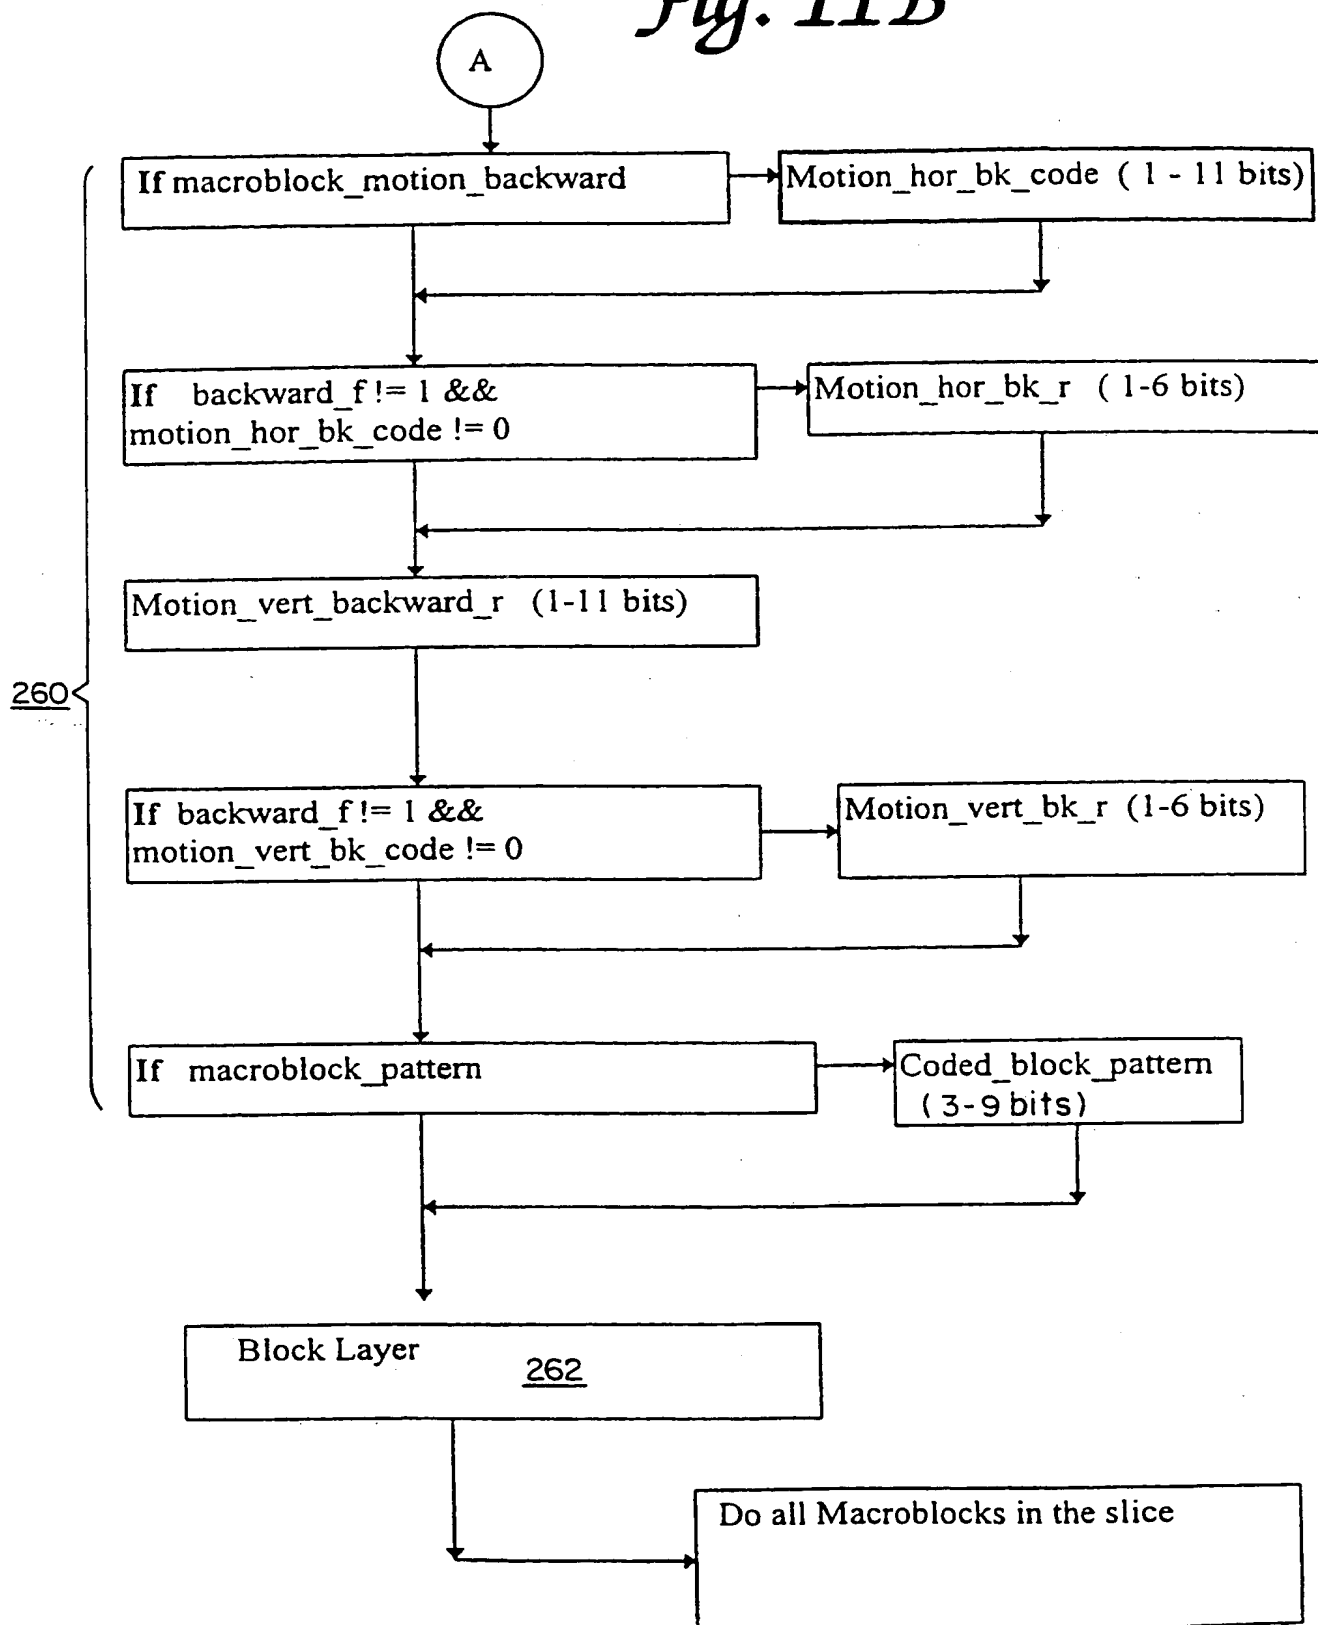 Fig. 11B
A
If macroblock_motion_backward
Motion_hor_bk_code ( 1 - 11 bits)
If backward_f != 1 &&
motion_hor_bk_code != 0
Motion_hor_bk_r ( 1-6 bits)
Motion_vert_backward_r (1-11 bits)
260
If backward_f != 1 &&
motion_vert_bk_code != 0
Motion_vert_bk_r (1-6 bits)
If macroblock_pattern
Coded_block_pattern
( 3-9 bits)
Block Layer
262
Do all Macroblocks in the slice